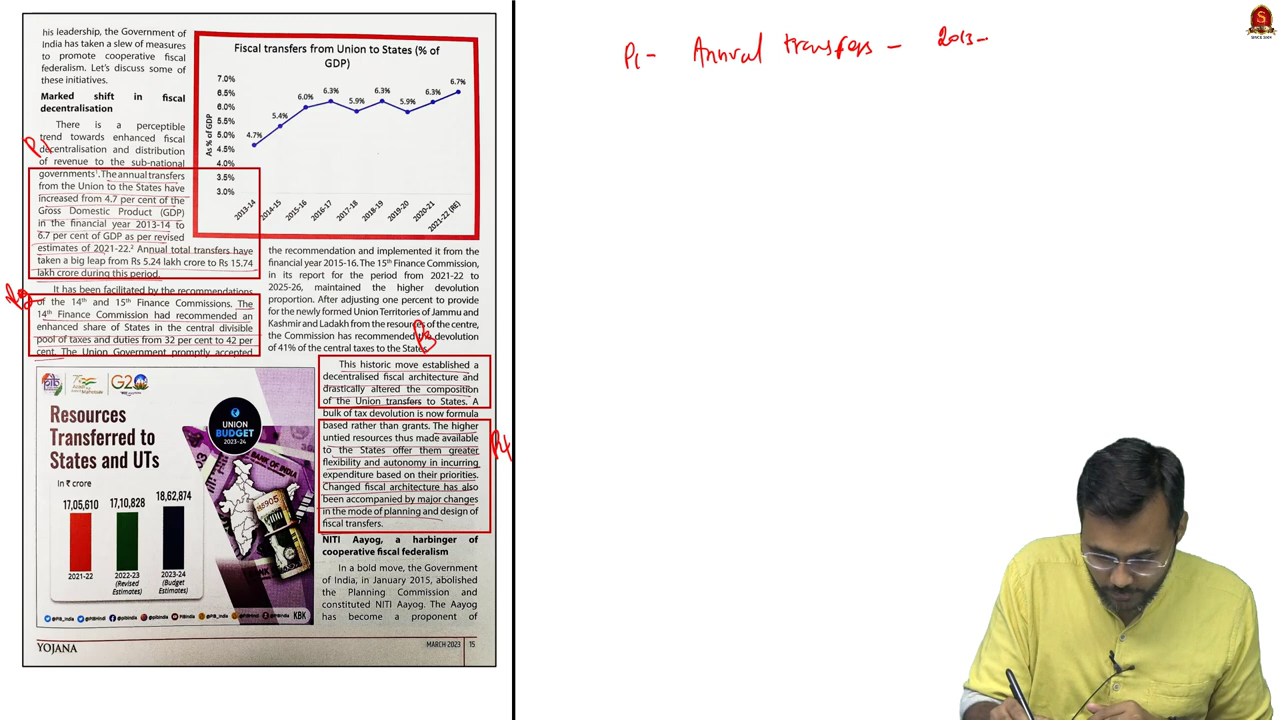 his leadership, the Government of
India has taken a slew of measures
to promote cooperative fiscal
federalism. Let's discuss some of
these initiatives.
Marked shift in fiscal
decentralisation
There is a perceptible
trend towards enhanced fiscal
decentralisation and distribution
of revenue to the sub-national
governments¹. The annual transfers
from the Union to the States have
increased from 4.7 per cent of the
Gross Domestic Product (GDP)
in the financial year 2013-14 to
6.7 per cent of GDP as per revised
estimates of 2021-22.² Annual total transfers have
taken a big leap from Rs 5.24 lakh crore to Rs 15.74
lakh crore during this period.
It has been facilitated by the recommendations
of the 14th and 15th Finance Commissions. The
14th Finance Commission had recommended an
enhanced share of States in the central divisible
pool of taxes and duties from 32 per cent to 42 per
cent. The Union Government promptly accepted
P1
Fiscal transfers from Union to States (% of
GDP)
As % of GDP
7.0%
6.5%
6.0%
5.5%
5.0%
4.5%
4.0%
3.5%
3.0%
4.7%
5.4%
6.0%
6.3%
5.9%
6.3%
5.9%
6.3%
6.7%
2013-14
2014-15
2015-16
2016-17
2017-18
2018-19
2019-20
2020-21
2021-22 (RE)
the recommendation and implemented it from the
financial year 2015-16. The 15th Finance Commission,
in its report for the period from 2021-22 to
2025-26, maintained the higher devolution
proportion. After adjusting one percent to provide
for the newly formed Union Territories of Jammu and
Kashmir and Ladakh from the resources of the centre,
the Commission has recommended the devolution
of 41% of the central taxes to the States.
This historic move established a
decentralised fiscal architecture and
drastically altered the composition
of the Union transfers to States. A
bulk of tax devolution is now formula
based rather than grants. The higher
untied resources thus made available
to the States offer them greater
flexibility and autonomy in incurring
expenditure based on their priorities.
Changed fiscal architecture has also
been accompanied by major changes
in the mode of planning and design of
fiscal transfers.
P4
NITI Aayog, a harbinger of
cooperative fiscal federalism
In a bold move, the Government
of India, in January 2015, abolished
the Planning Commission and
constituted NITI Aayog. The Aayog
has become a proponent of
G20
Resources
Transferred to
States and UTs
In ₹ crore
UNION
BUDGET
2023-24
17,05,610
17,10,828
18,62,874
2021-22
2022-23
(Revised
Estimates)
2023-24
(Budget
Estimates)
BANK OF INDIA
@PIB_India
@PIBHindi
@pibindia
PIBIndia
KBK
YOJANA
MARCH 2023 15
P1 - Annual transfers - 2013-
S
SINCE 2004